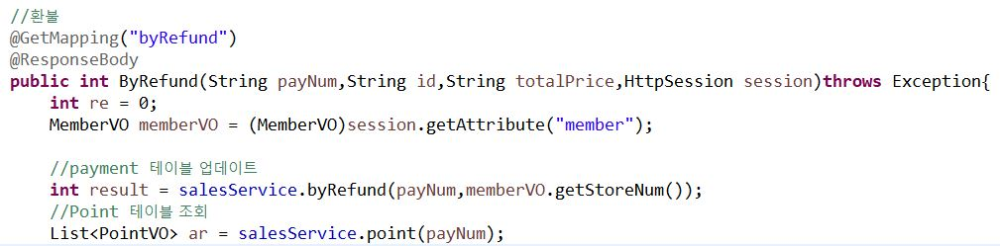 //환불
@GetMapping("byRefund")
@ResponseBody
public int ByRefund(String payNum,String id,String totalPrice,HttpSession session)throws Exception{
    int re = 0;
    MemberVO memberVO = (MemberVO)session.getAttribute("member");

    //payment 테이블 업데이트
    int result = salesService.byRefund(payNum,memberVO.getStoreNum());
    //Point 테이블 조회
    List<PointVO> ar = salesService.point(payNum);